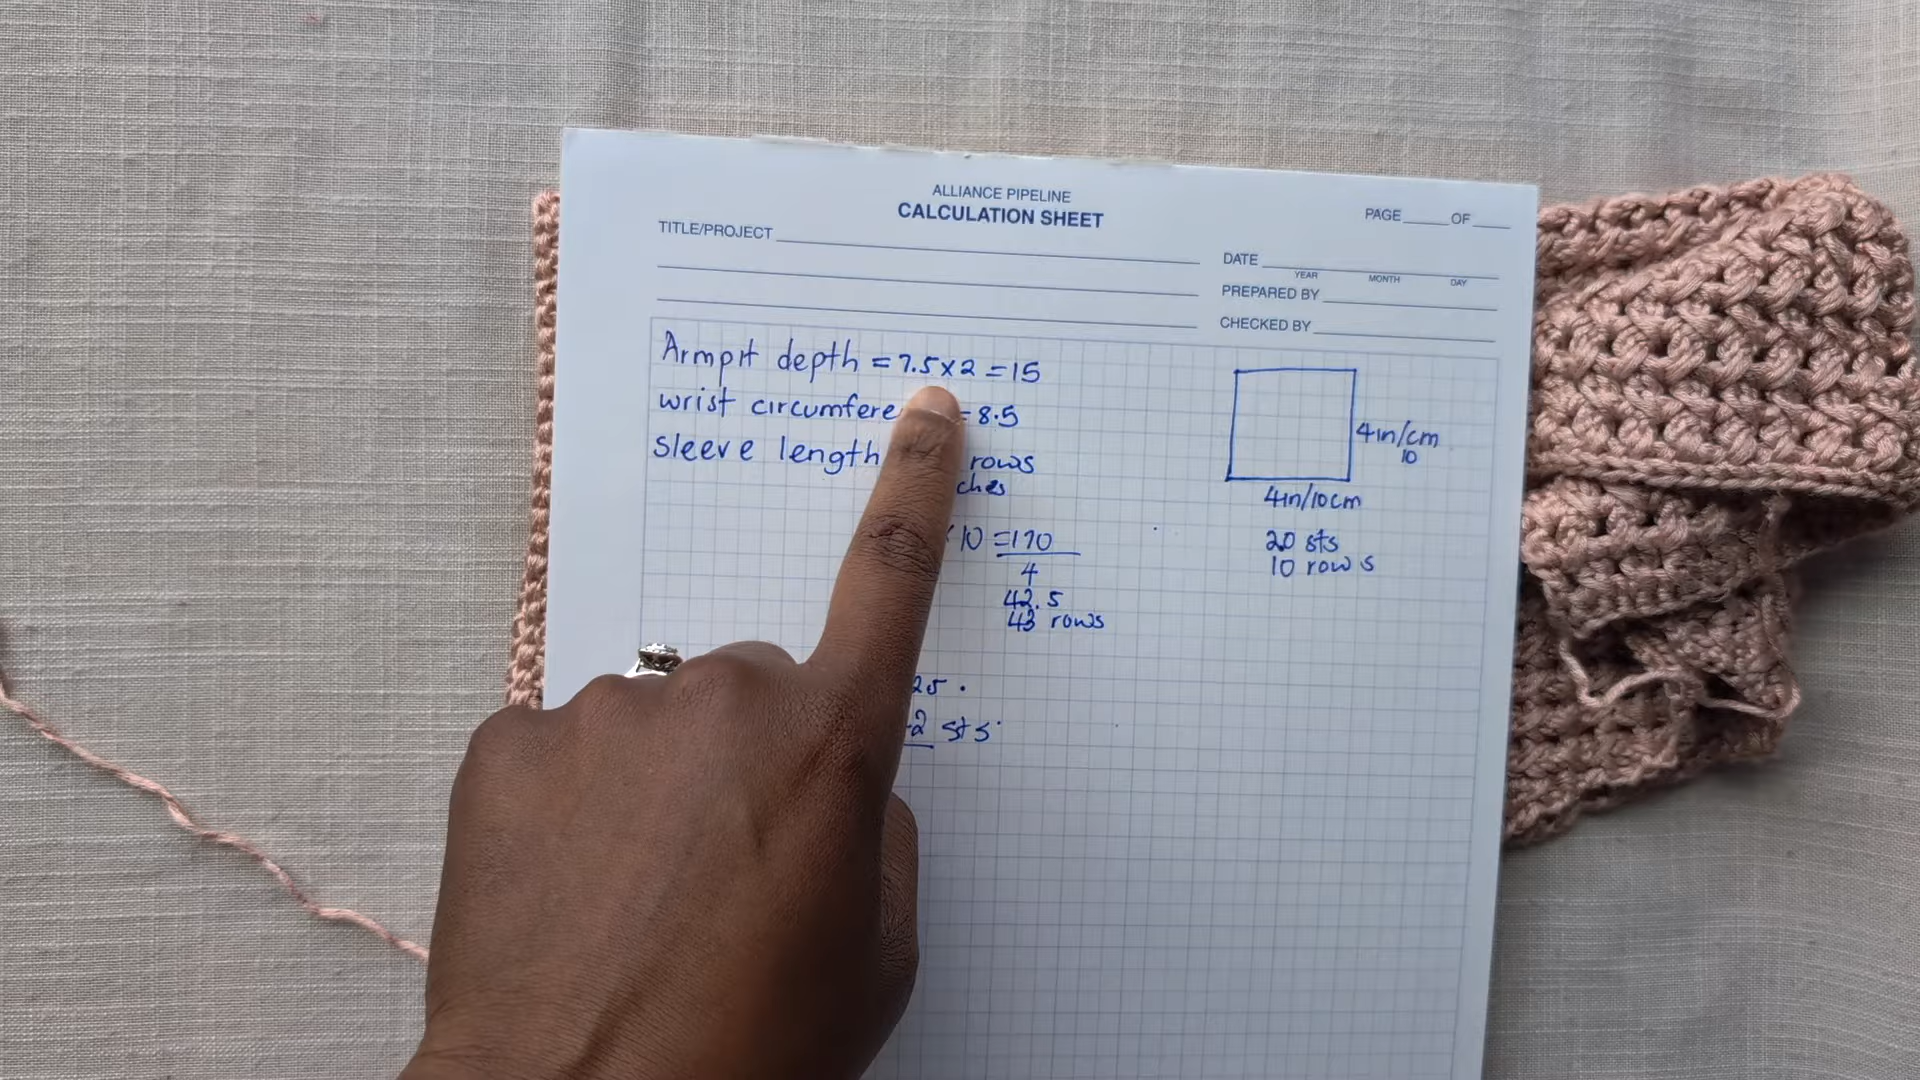 ALLIANCE PIPELINE
CALCULATION SHEET
PAGE OF
TITLE/PROJECT
DATE
YEAR MONTH DAY
PREPARED BY
CHECKED BY
Armpit depth = 7.5 x 2 = 15
wrist = 8.5
sleeve length
rows
10 = 170
4
42.5
43 rows
25.
sts
4in/cm
10
4in/10cm
20 sts
10 rows